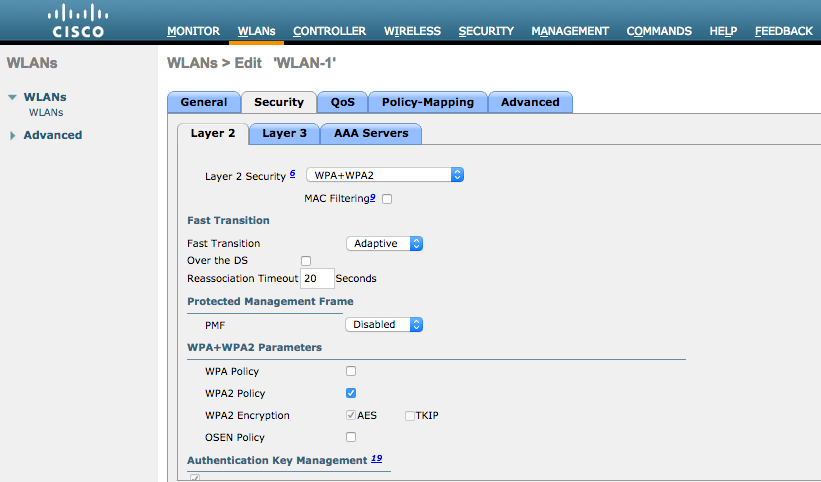 CISCO
MONITOR WLANs CONTROLLER WIRELESS SECURITY MANAGEMENT COMMANDS HELP FEEDBACK
WLANs
WLANs
WLANs
Advanced
WLANs > Edit 'WLAN-1'
General Security QoS Policy-Mapping Advanced
Layer 2 Layer 3 AAA Servers
Layer 2 Security 6 WPA+WPA2
MAC Filtering9
Fast Transition
Fast Transition Adaptive
Over the DS
Reassociation Timeout 20 Seconds
Protected Management Frame
PMF Disabled
WPA+WPA2 Parameters
WPA Policy
WPA2 Policy
WPA2 Encryption AES TKIP
OSEN Policy
Authentication Key Management 19